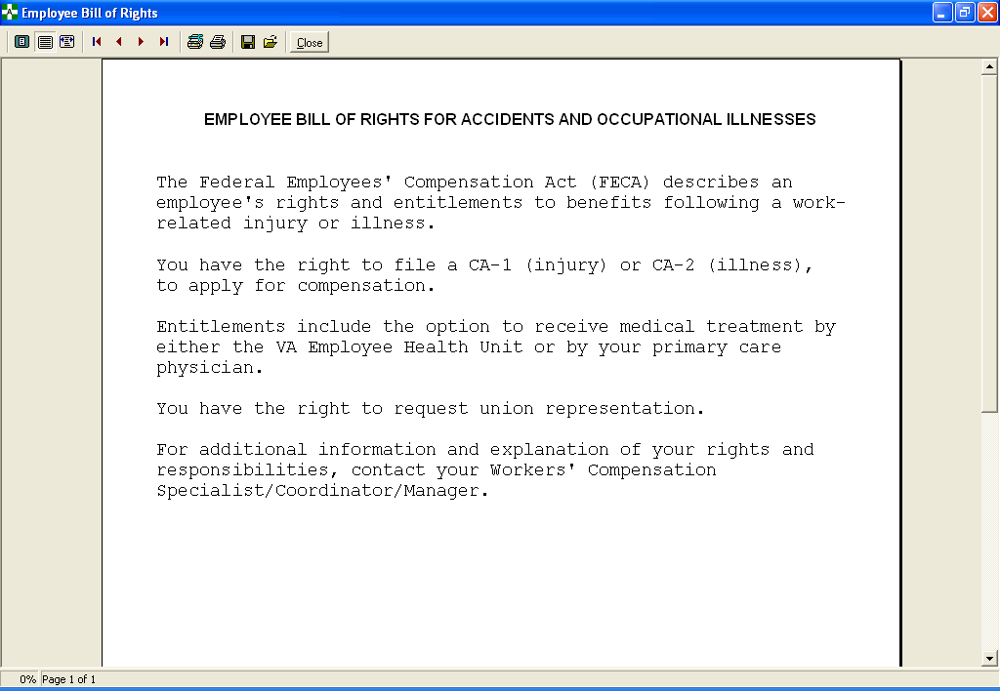 Employee Bill of Rights
Close
EMPLOYEE BILL OF RIGHTS FOR ACCIDENTS AND OCCUPATIONAL ILLNESSES
The Federal Employees' Compensation Act (FECA) describes an
employee's rights and entitlements to benefits following a work-
related injury or illness.
You have the right to file a CA-1 (injury) or CA-2 (illness),
to apply for compensation.
Entitlements include the option to receive medical treatment by
either the VA Employee Health Unit or by your primary care
physician.
You have the right to request union representation.
For additional information and explanation of your rights and
responsibilities, contact your Workers' Compensation
Specialist/Coordinator/Manager.
0% Page 1 of 1